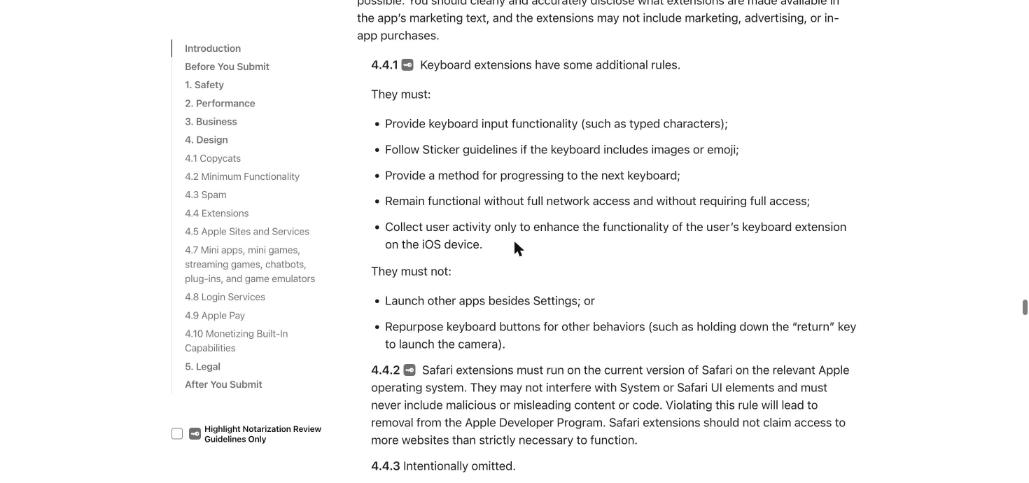 possible. You should clearly and accurately disclose what extensions are made available in
the app's marketing text, and the extensions may not include marketing, advertising, or in-
app purchases.
Introduction
Before You Submit
1. Safety
2. Performance
3. Business
4. Design
4.1 Copycats
4.2 Minimum Functionality
4.3 Spam
4.4 Extensions
4.5 Apple Sites and Services
4.7 Mini apps, mini games,
streaming games, chatbots,
plug-ins, and game emulators
4.8 Login Services
4.9 Apple Pay
4.10 Monetizing Built-In
Capabilities
5. Legal
After You Submit
Highlight Notarization Review
Guidelines Only
4.4.1 Keyboard extensions have some additional rules.
They must:
• Provide keyboard input functionality (such as typed characters);
• Follow Sticker guidelines if the keyboard includes images or emoji;
• Provide a method for progressing to the next keyboard;
• Remain functional without full network access and without requiring full access;
• Collect user activity only to enhance the functionality of the user's keyboard extension
on the iOS device.
They must not:
• Launch other apps besides Settings; or
• Repurpose keyboard buttons for other behaviors (such as holding down the “return” key
to launch the camera).
4.4.2 Safari extensions must run on the current version of Safari on the relevant Apple
operating system. They may not interfere with System or Safari UI elements and must
never include malicious or misleading content or code. Violating this rule will lead to
removal from the Apple Developer Program. Safari extensions should not claim access to
more websites than strictly necessary to function.
4.4.3 Intentionally omitted.